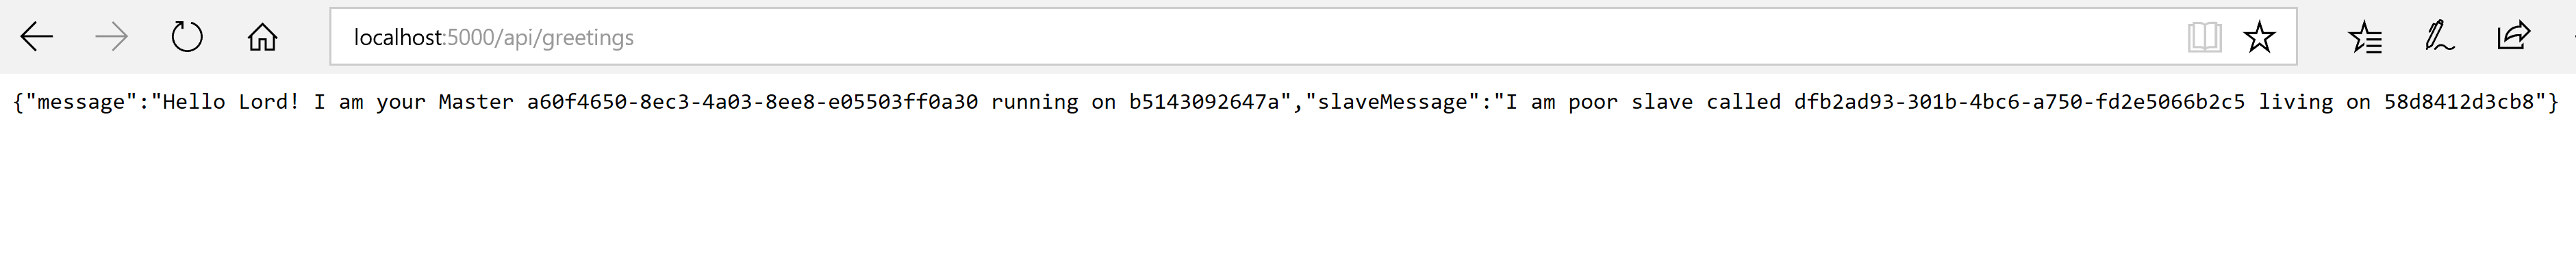 localhost:5000/api/greetings
{"message":"Hello Lord! I am your Master a60f4650-8ec3-4a03-8ee8-e05503ff0a30 running on b5143092647a","slaveMessage":"I am poor slave called dfb2ad93-301b-4bc6-a750-fd2e5066b2c5 living on 58d8412d3cb8"}